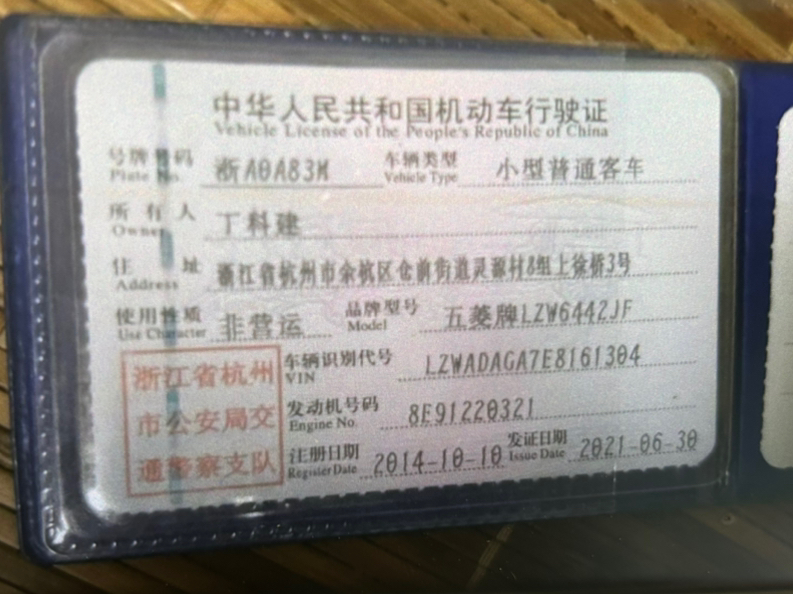 中华人民共和国机动车行驶证
Vehicle License of the People's Republic of China
号牌号码 浙A0A83M 车辆类型 小型普通客车
Plate No. Vehicle Type
所有人 丁科建
Owner
住址 浙江省杭州市余杭区仓前街道灵源村8组上徐桥3号
Address
使用性质 非营运 品牌型号 五菱牌LZW6442JF
Use Character Model
浙江省杭州 车辆识别代号 LZWADAGA7E8161304
VIN
市公安局交 发动机号码 8E91220321
Engine No.
通警察支队 注册日期 2014-10-10 发证日期 2021-06-30
Register Date Issue Date